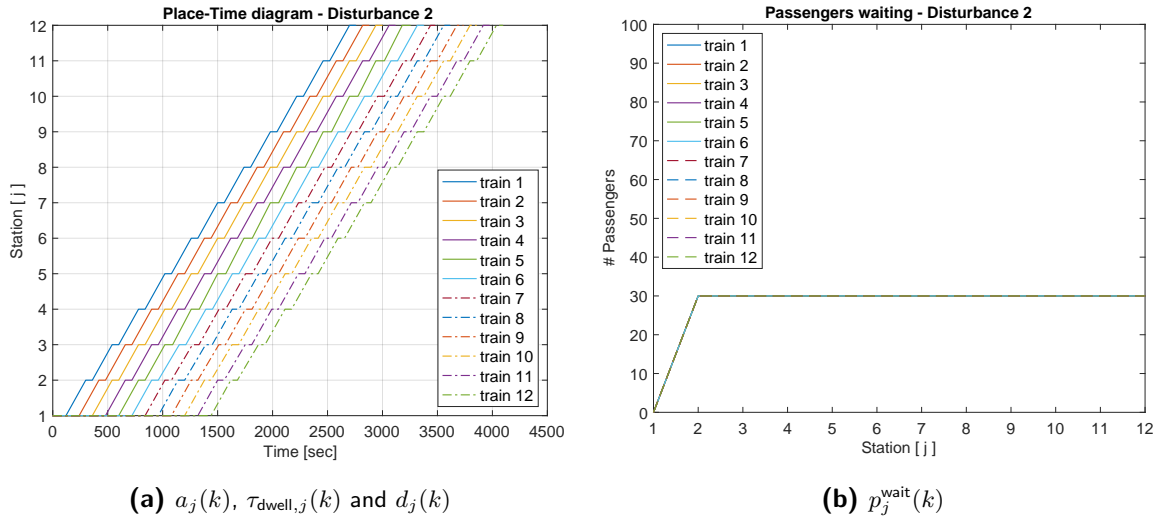 Place-Time diagram - Disturbance 2
12
11
10
9
8
7
6
5
4
3
2
1
Station [ j ]
0
500
1000
1500
2000
2500
3000
3500
4000
4500
Time [sec]
train 1
train 2
train 3
train 4
train 5
train 6
train 7
train 8
train 9
train 10
train 11
train 12
(a) a_j(k), τ_dwell,j(k) and d_j(k)
Passengers waiting - Disturbance 2
100
90
80
70
60
50
40
30
20
10
0
# Passengers
1
2
3
4
5
6
7
8
9
10
11
12
Station [ j ]
train 1
train 2
train 3
train 4
train 5
train 6
train 7
train 8
train 9
train 10
train 11
train 12
(b) p_j^wait(k)